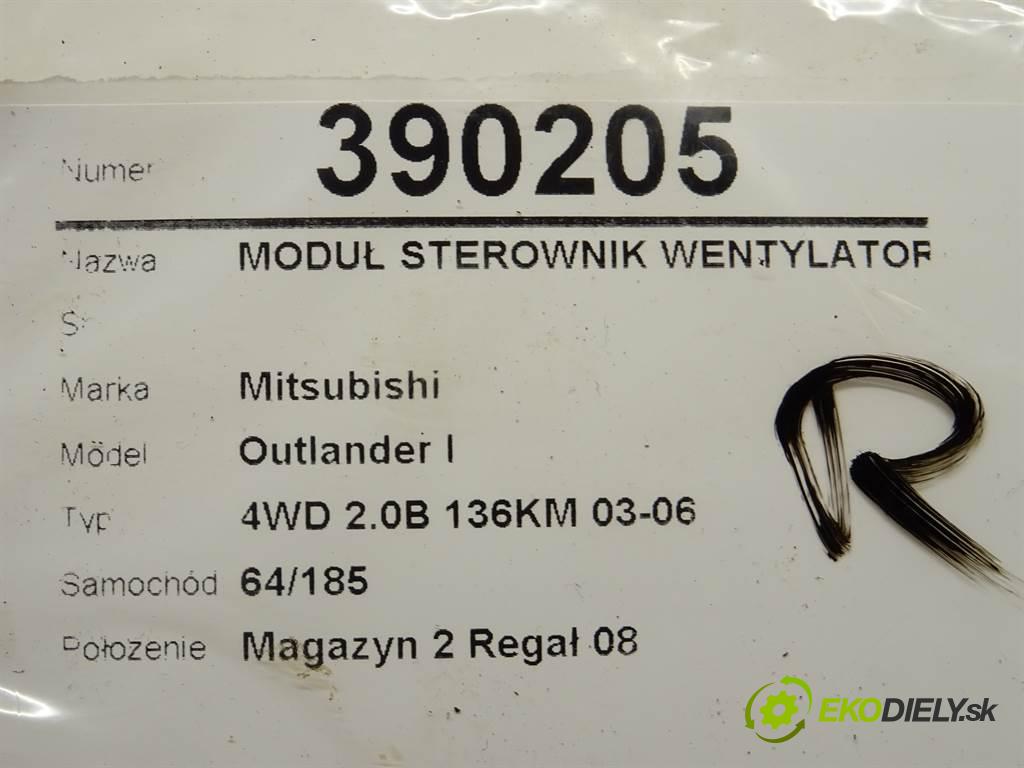 Numer 390205
Nazwa MODUŁ STEROWNIK WENTYLATOR
Marka Mitsubishi
Model Outlander I
Typ 4WD 2.0B 136KM 03-06
Samochód 64/185
Położenie Magazyn 2 Regał 08
R
EKODIELY.sk